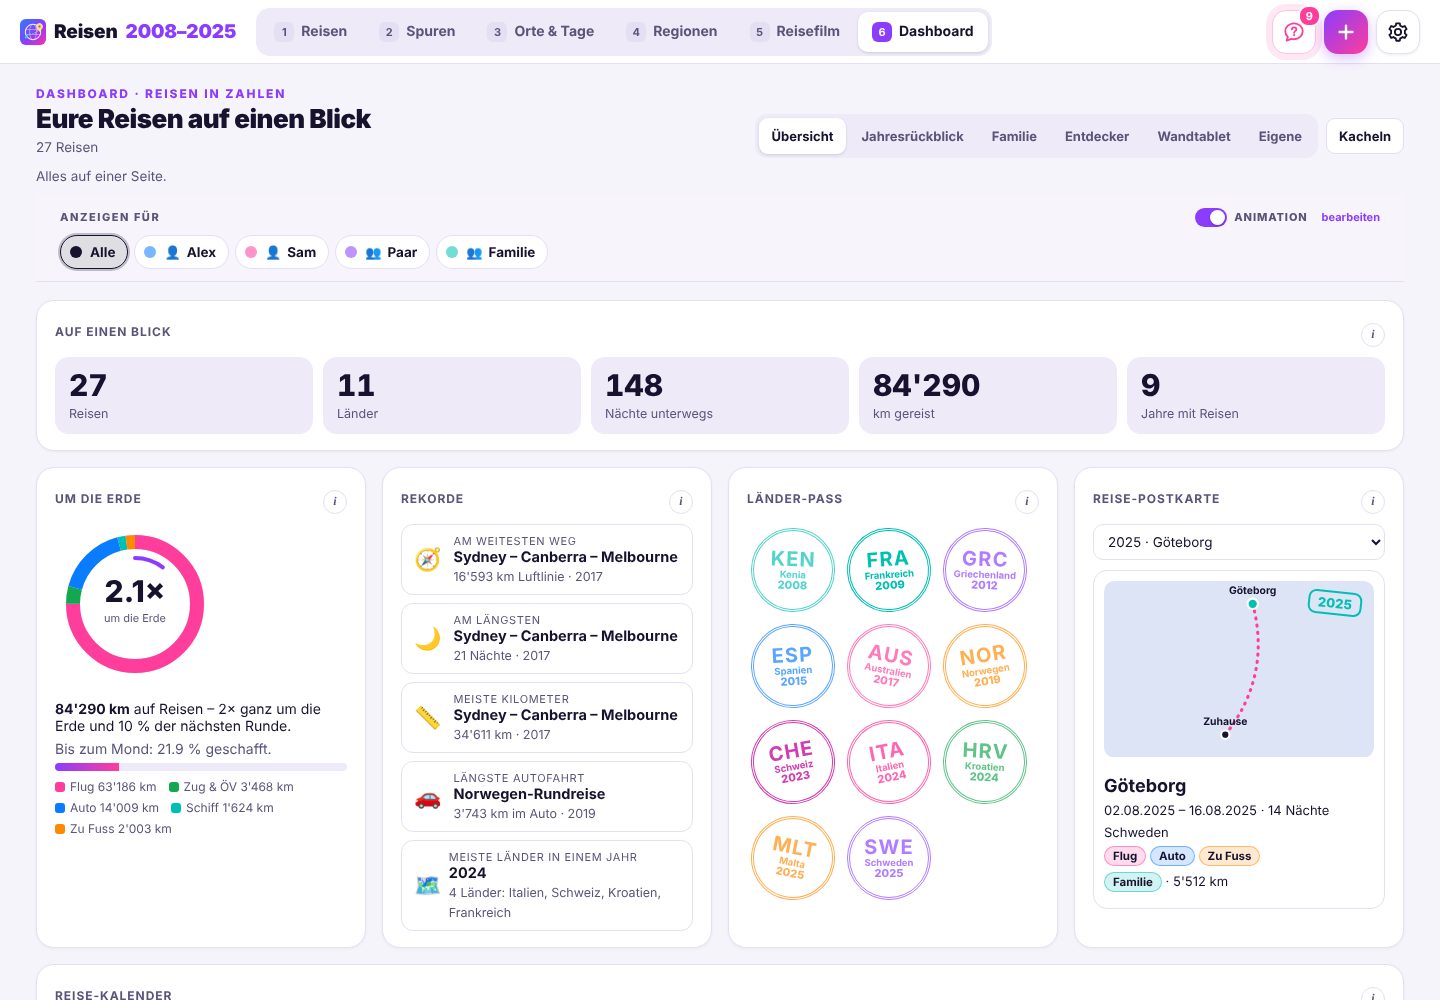 Reisen 2008–2025
1 Reisen
2 Spuren
3 Orte & Tage
4 Regionen
5 Reisefilm
6 Dashboard
9
DASHBOARD · REISEN IN ZAHLEN
Eure Reisen auf einen Blick
27 Reisen
Alles auf einer Seite.
Übersicht
Jahresrückblick
Familie
Entdecker
Wandtablet
Eigene
Kacheln
ANZEIGEN FÜR
ANIMATION
bearbeiten
Alle
Alex
Sam
Paar
Familie
AUF EINEN BLICK
i
27
Reisen
11
Länder
148
Nächte unterwegs
84'290
km gereist
9
Jahre mit Reisen
UM DIE ERDE
i
2.1×
um die Erde
84'290 km auf Reisen – 2× ganz um die
Erde und 10 % der nächsten Runde.
Bis zum Mond: 21.9 % geschafft.
Flug 63'186 km
Zug & ÖV 3'468 km
Auto 14'009 km
Schiff 1'624 km
Zu Fuss 2'003 km
REKORDE
i
AM WEITESTEN WEG
Sydney – Canberra – Melbourne
16'593 km Luftlinie · 2017
AM LÄNGSTEN
Sydney – Canberra – Melbourne
21 Nächte · 2017
MEISTE KILOMETER
Sydney – Canberra – Melbourne
34'611 km · 2017
LÄNGSTE AUTOFAHRT
Norwegen-Rundreise
3'743 km im Auto · 2019
MEISTE LÄNDER IN EINEM JAHR
2024
4 Länder: Italien, Schweiz, Kroatien,
Frankreich
LÄNDER-PASS
i
KEN
Kenia
2008
FRA
Frankreich
2009
GRC
Griechenland
2012
ESP
Spanien
2015
AUS
Australien
2017
NOR
Norwegen
2019
CHE
Schweiz
2023
ITA
Italien
2024
HRV
Kroatien
2024
MLT
Malta
2025
SWE
Schweden
2025
REISE-POSTKARTE
i
2025 · Göteborg
Göteborg
2025
Zuhause
Göteborg
02.08.2025 – 16.08.2025 · 14 Nächte
Schweden
Flug
Auto
Zu Fuss
Familie · 5'512 km
REISE-KALENDER
i